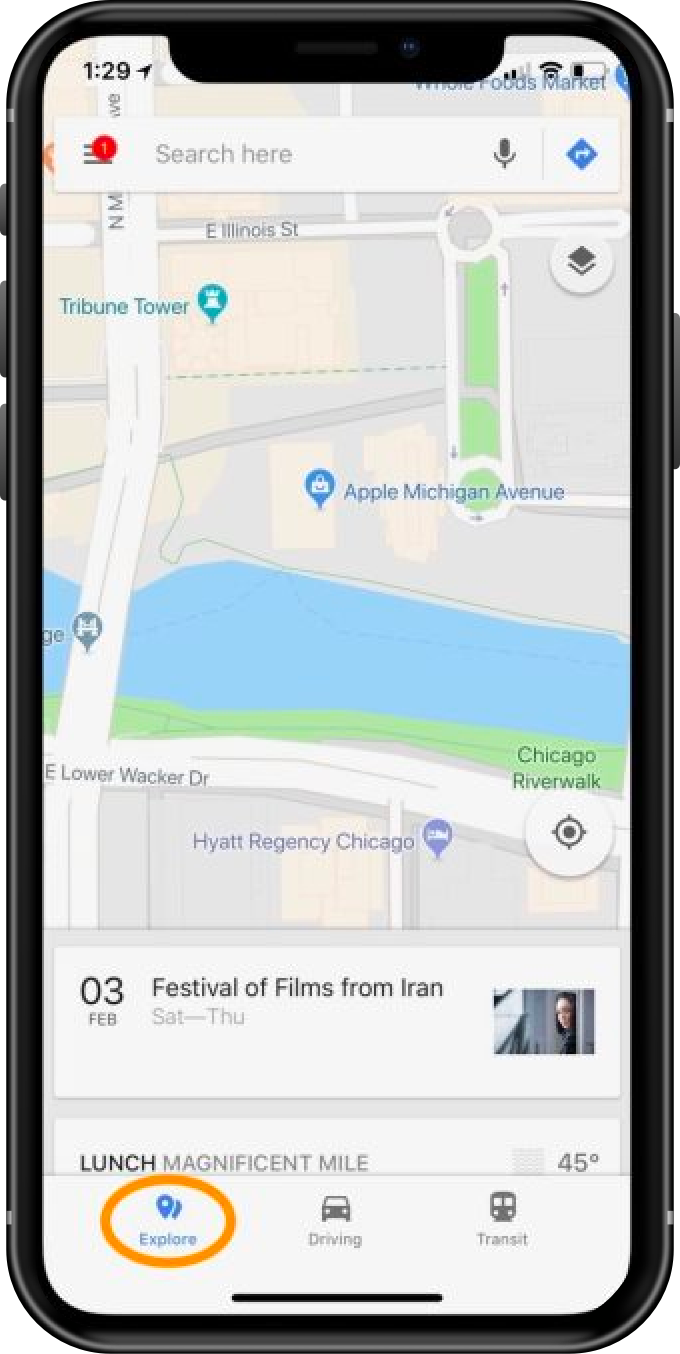 1:29
Whole Foods Market
1
Search here
ave
N M
E Illinois St
Tribune Tower
Apple Michigan Avenue
ge
E Lower Wacker Dr
Chicago
Riverwalk
Hyatt Regency Chicago
03
FEB
Festival of Films from Iran
Sat—Thu
LUNCH MAGNIFICENT MILE
45°
Explore
Driving
Transit